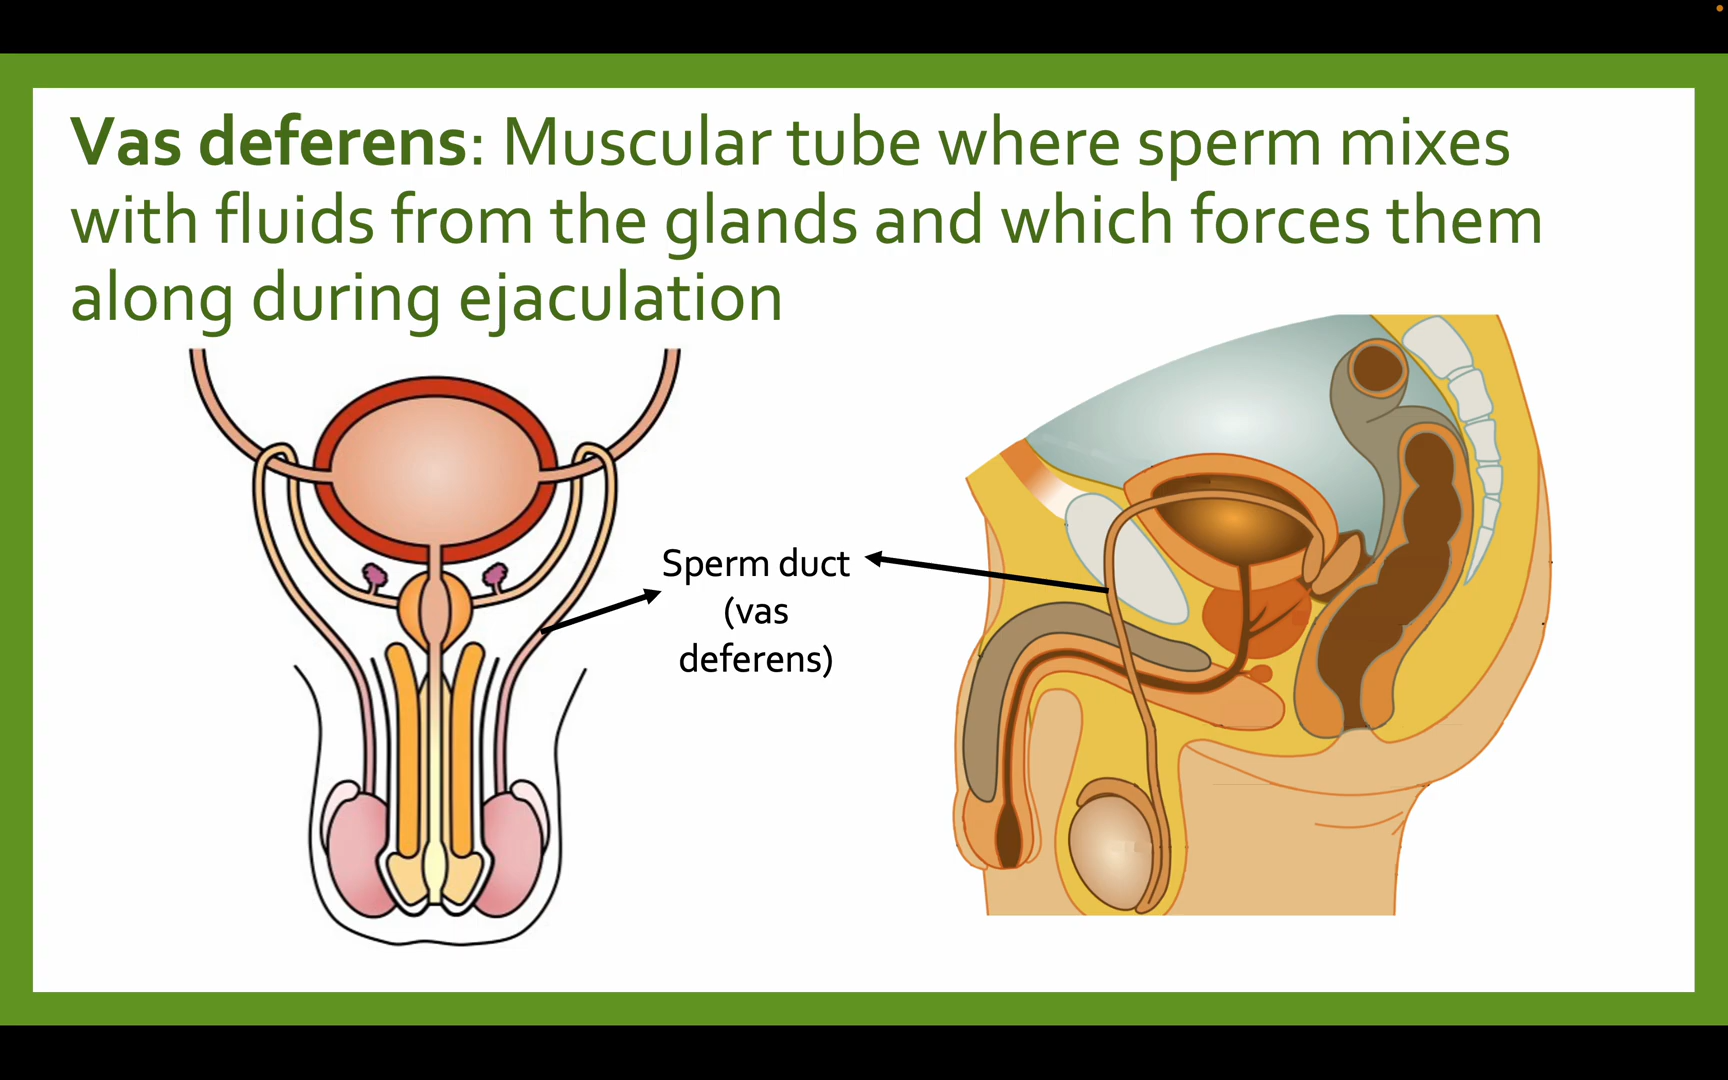 Vas deferens: Muscular tube where sperm mixes
with fluids from the glands and which forces them
along during ejaculation
Sperm duct
(vas
deferens)